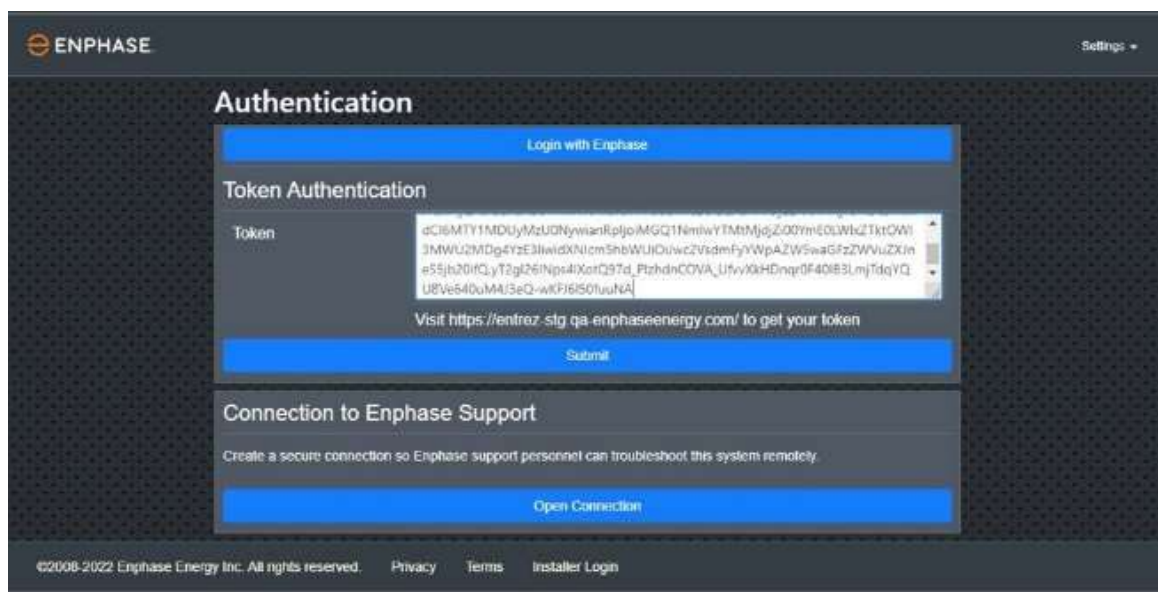 ENPHASE
Settings
Authentication
Login with Enphase
Token Authentication
Token
Visit https://entrez-stg.qa-enphaseenergy.com/ to get your token
Submit
Connection to Enphase Support
Create a secure connection so Enphase support personnel can troubleshoot this system remotely.
Open Connection
©2008-2022 Enphase Energy Inc. All rights reserved. Privacy Terms Installer Login